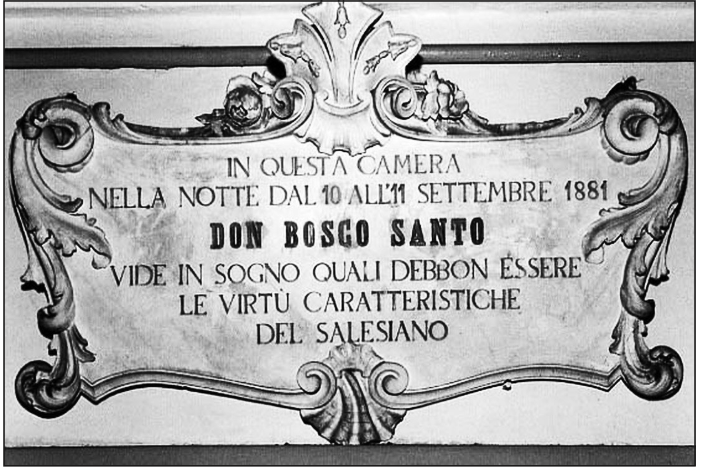 IN QUESTA CAMERA
NELLA NOTTE DAL 10 ALL'11 SETTEMBRE 1881
DON BOSCO SANTO
VIDE IN SOGNO QUALI DEBBON ESSERE
LE VIRTÙ CARATTERISTICHE
DEL SALESIANO